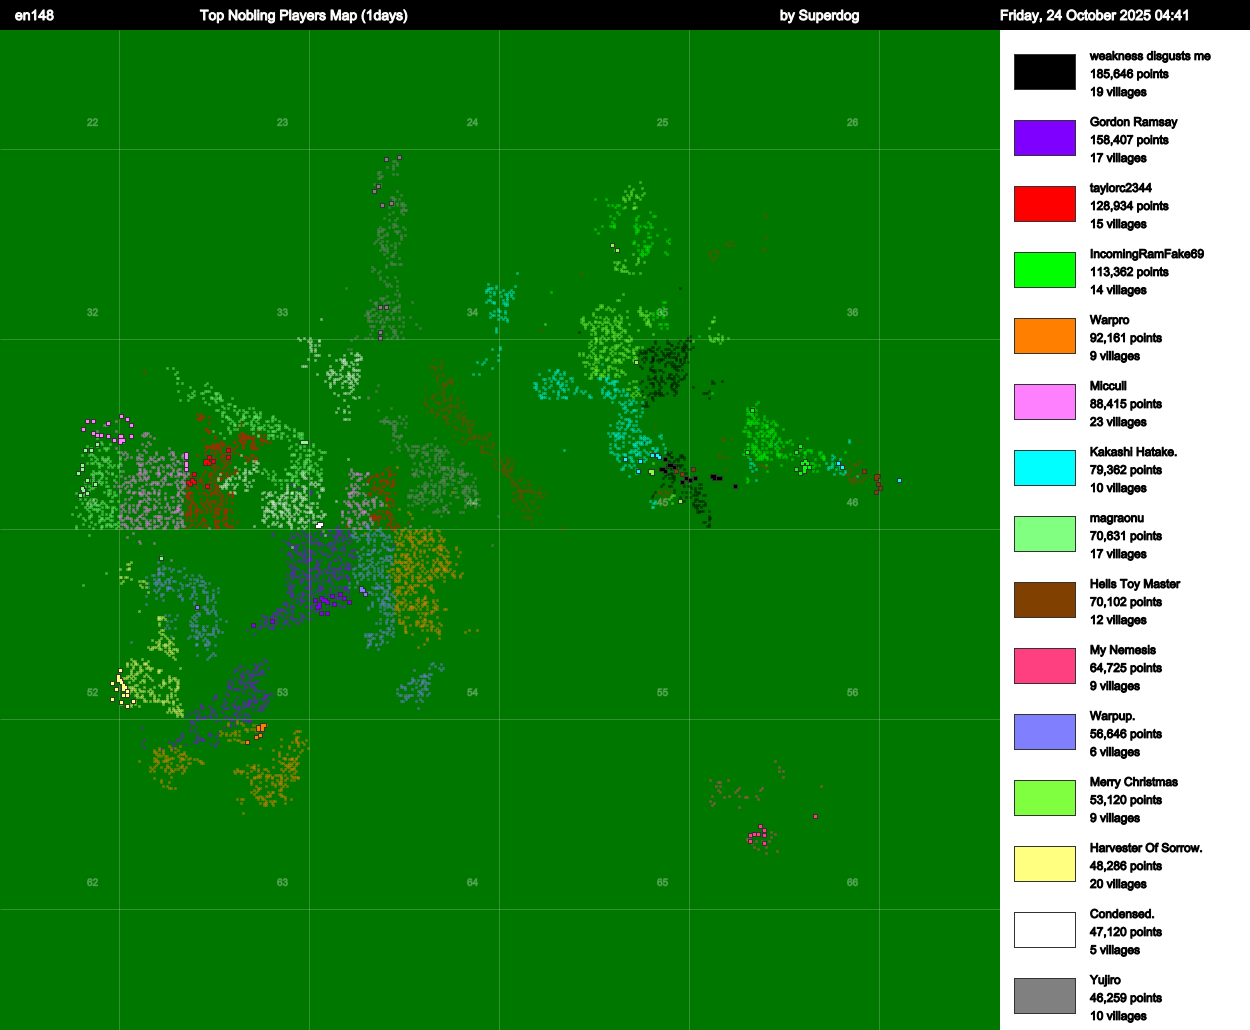 en148 Top Nobling Players Map (1days) by Superdog Friday, 24 October 2025 04:41
weakness disgusts me
185,646 points
19 villages
Gordon Ramsay
158,407 points
17 villages
taylorc2344
128,934 points
15 villages
IncomingRamFake69
113,362 points
14 villages
Warpro
92,161 points
9 villages
Miccull
88,415 points
23 villages
Kakashi Hatake.
79,362 points
10 villages
magraonu
70,631 points
17 villages
Hells Toy Master
70,102 points
12 villages
My Nemesis
64,725 points
9 villages
Warpup.
56,646 points
6 villages
Merry Christmas
53,120 points
9 villages
Harvester Of Sorrow.
48,286 points
20 villages
Condensed.
47,120 points
5 villages
Yujiro
46,259 points
10 villages
22 23 24 25 26
32 33 34 35 36
44 46
52 53 54 55 56
62 63 64 65 66